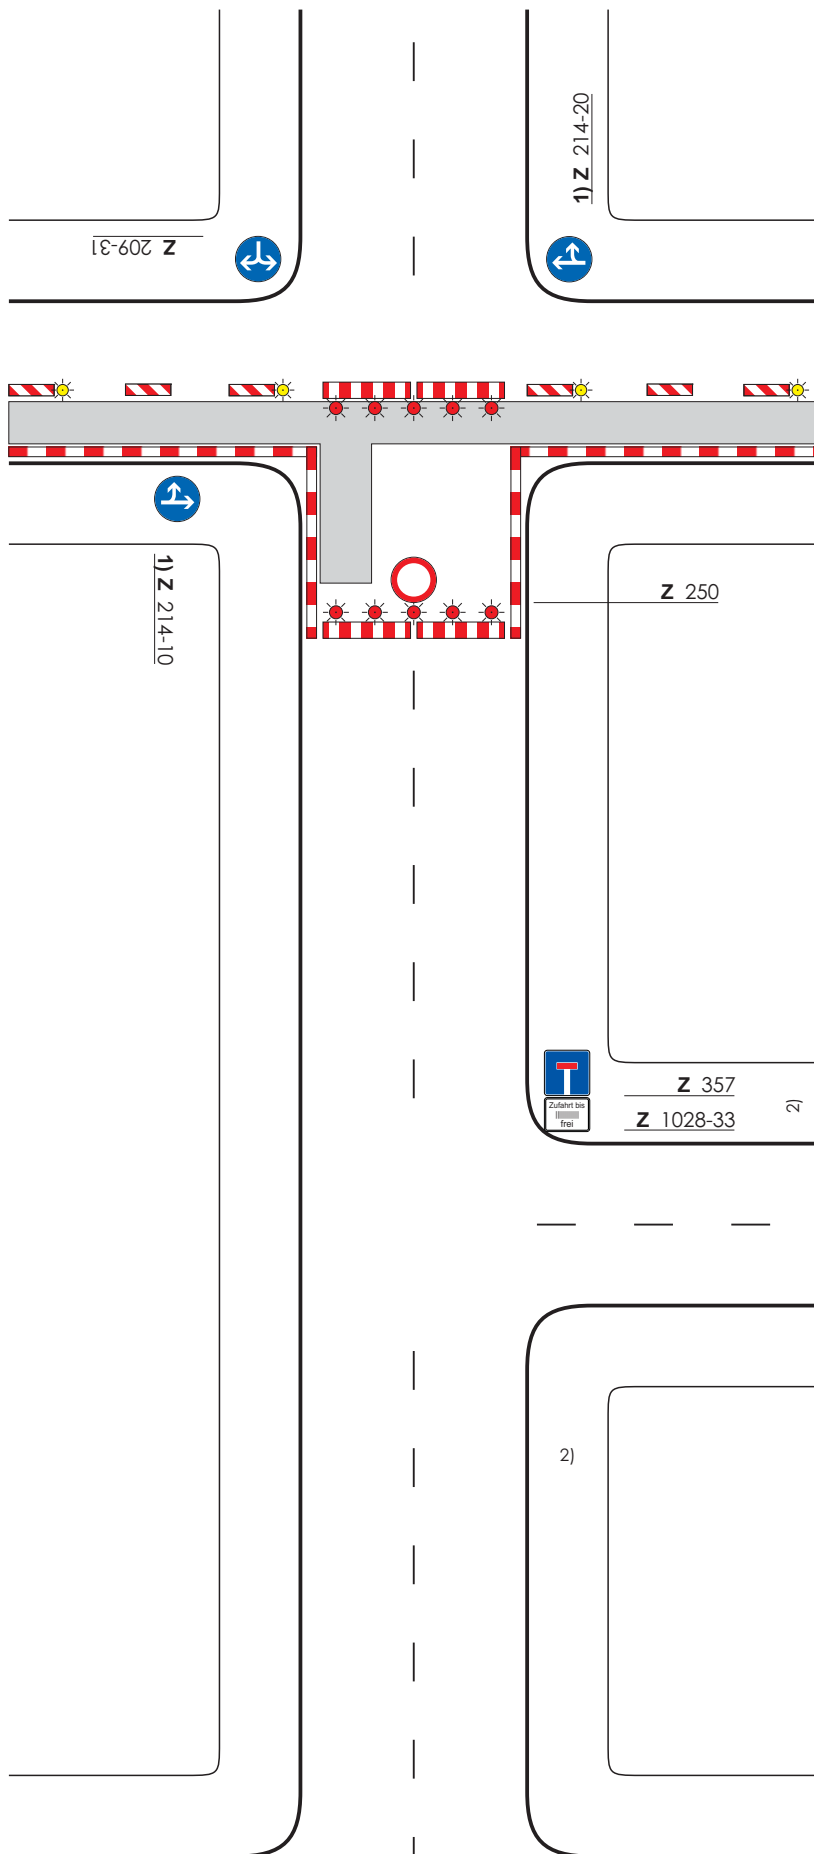 1) Z 214-20
Z 209-31
1) Z 214-10
Z 250
Z 357
Z 1028-33
2)
Zufahrt bis
frei
2)